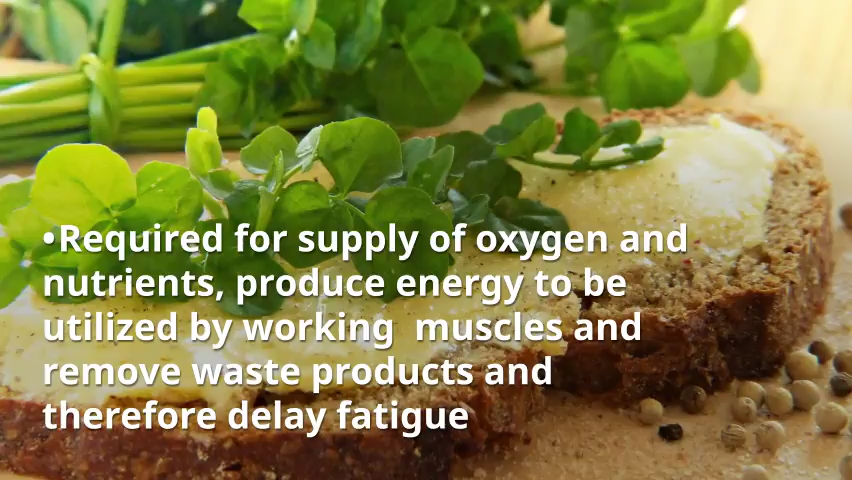 •Required for supply of oxygen and
nutrients, produce energy to be
utilized by working  muscles and
remove waste products and
therefore delay fatigue